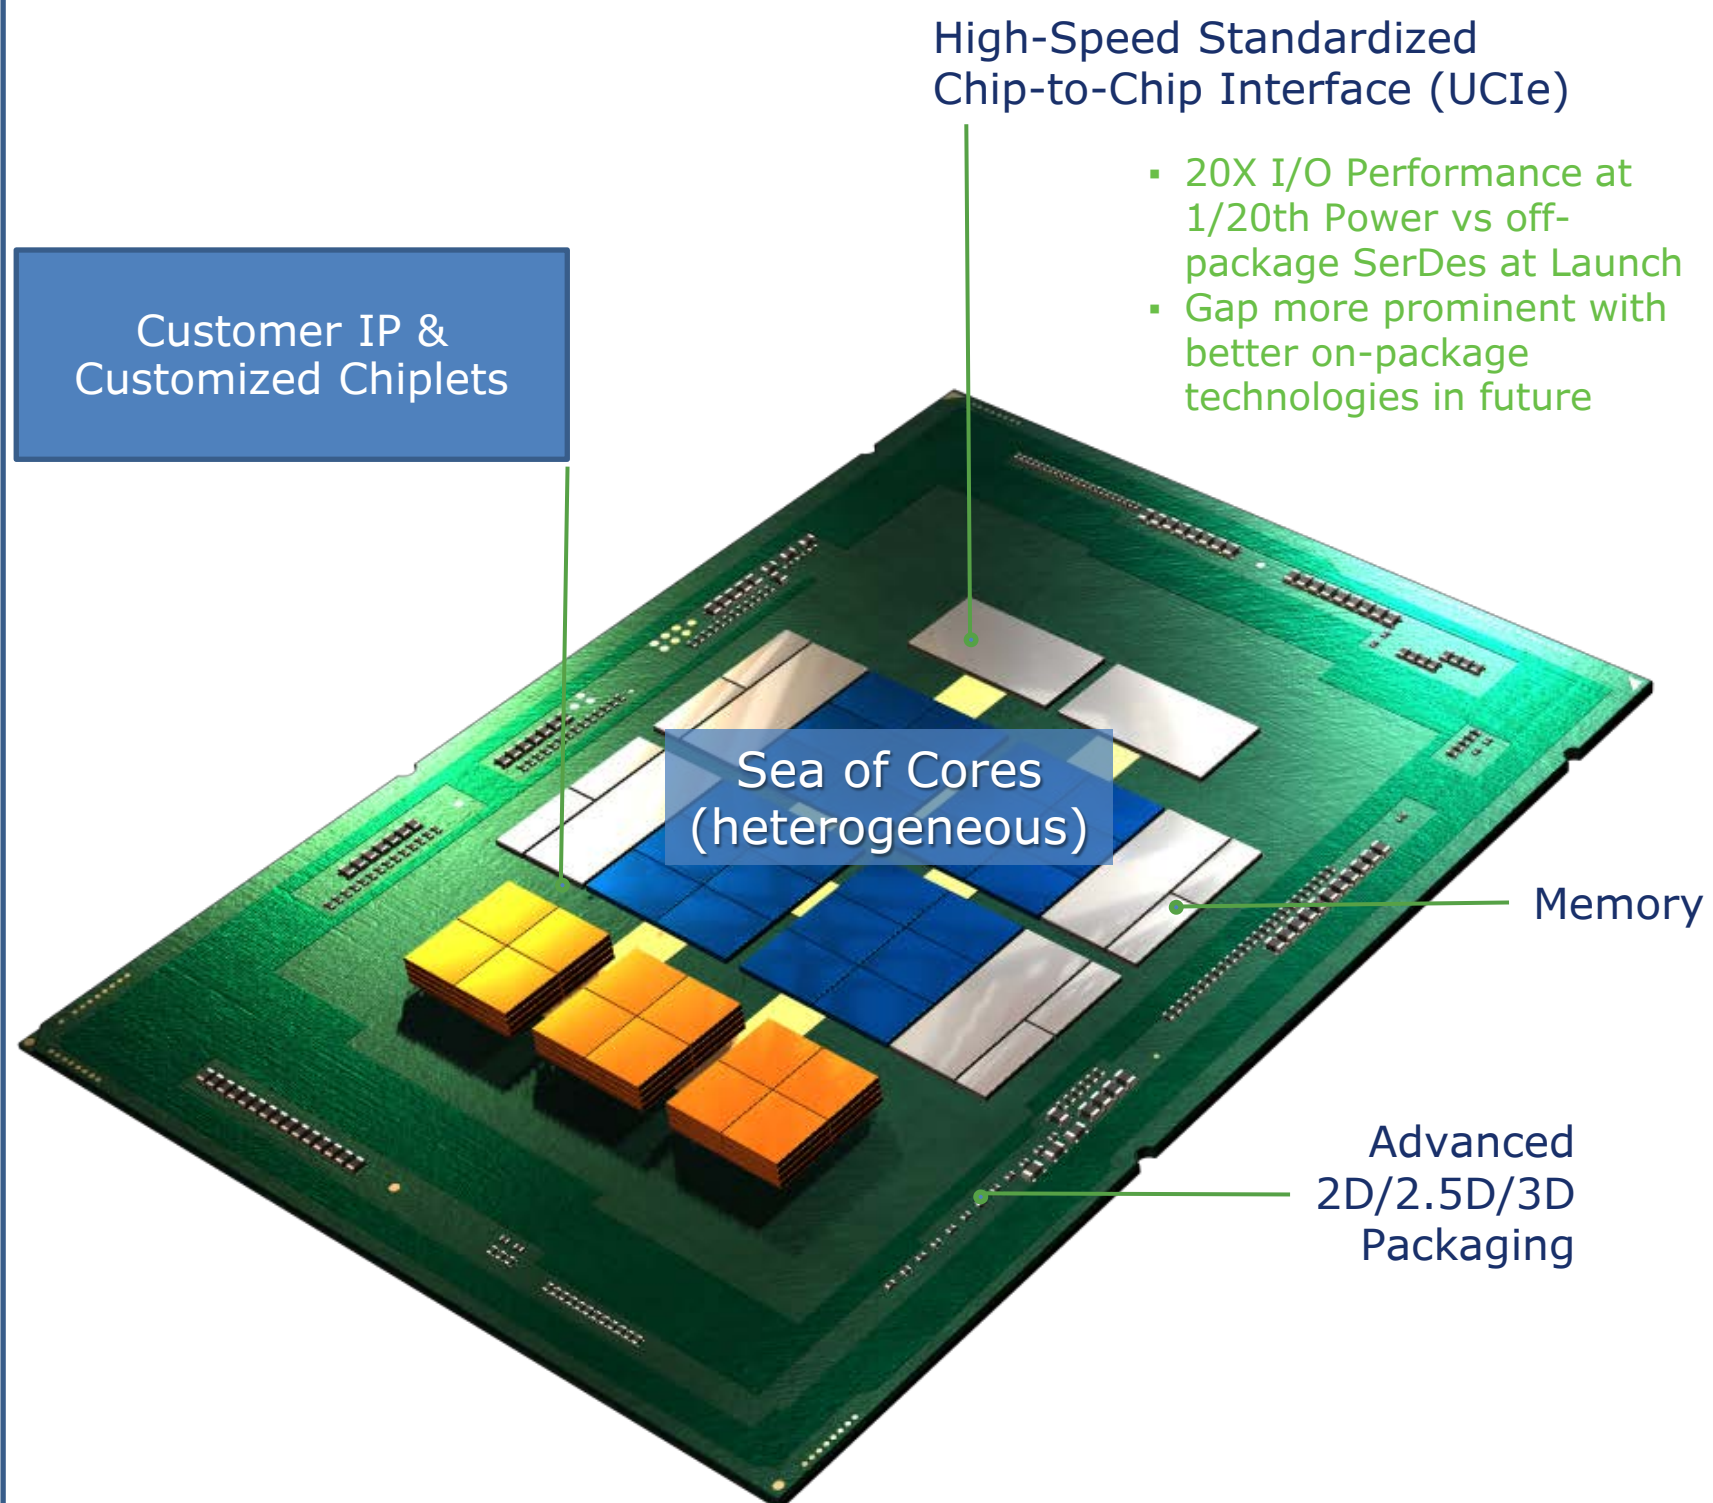 High-Speed Standardized
Chip-to-Chip Interface (UCIe)
▪ 20X I/O Performance at
1/20th Power vs off-
package SerDes at Launch
▪ Gap more prominent with
better on-package
technologies in future
Customer IP &
Customized Chiplets
Sea of Cores
(heterogeneous)
Memory
Advanced
2D/2.5D/3D
Packaging